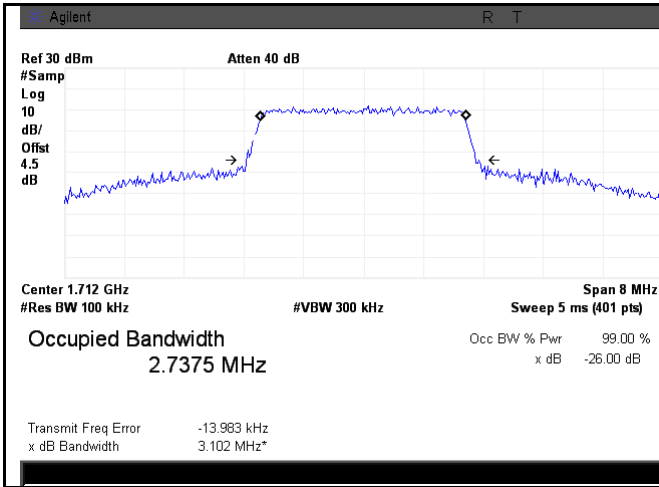 Agilent R T
Ref 30 dBm Atten 40 dB
#Samp
Log
10
dB/
Offst
4.5
dB
Center 1.712 GHz Span 8 MHz
#Res BW 100 kHz #VBW 300 kHz Sweep 5 ms (401 pts)
Occupied Bandwidth Occ BW % Pwr 99.00 %
2.7375 MHz x dB -26.00 dB
Transmit Freq Error -13.983 kHz
x dB Bandwidth 3.102 MHz*